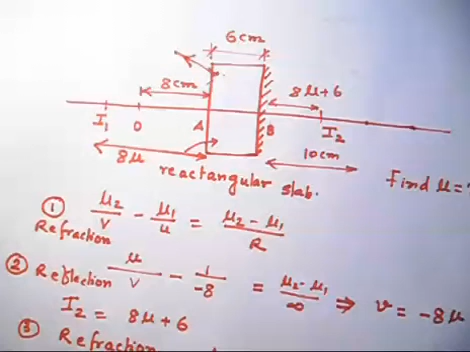 6cm
8cm
8μ+6
I1 O A B I2
8μ
10cm
reactangular slab.
Find μ=?
① μ2/V - μ1/u = μ2-μ1/R
Refraction
② Reflection μ/V - 1/-8 = μ2-μ1/∞ ⇒ v = -8μ
I2 = 8μ+6
③ Refraction